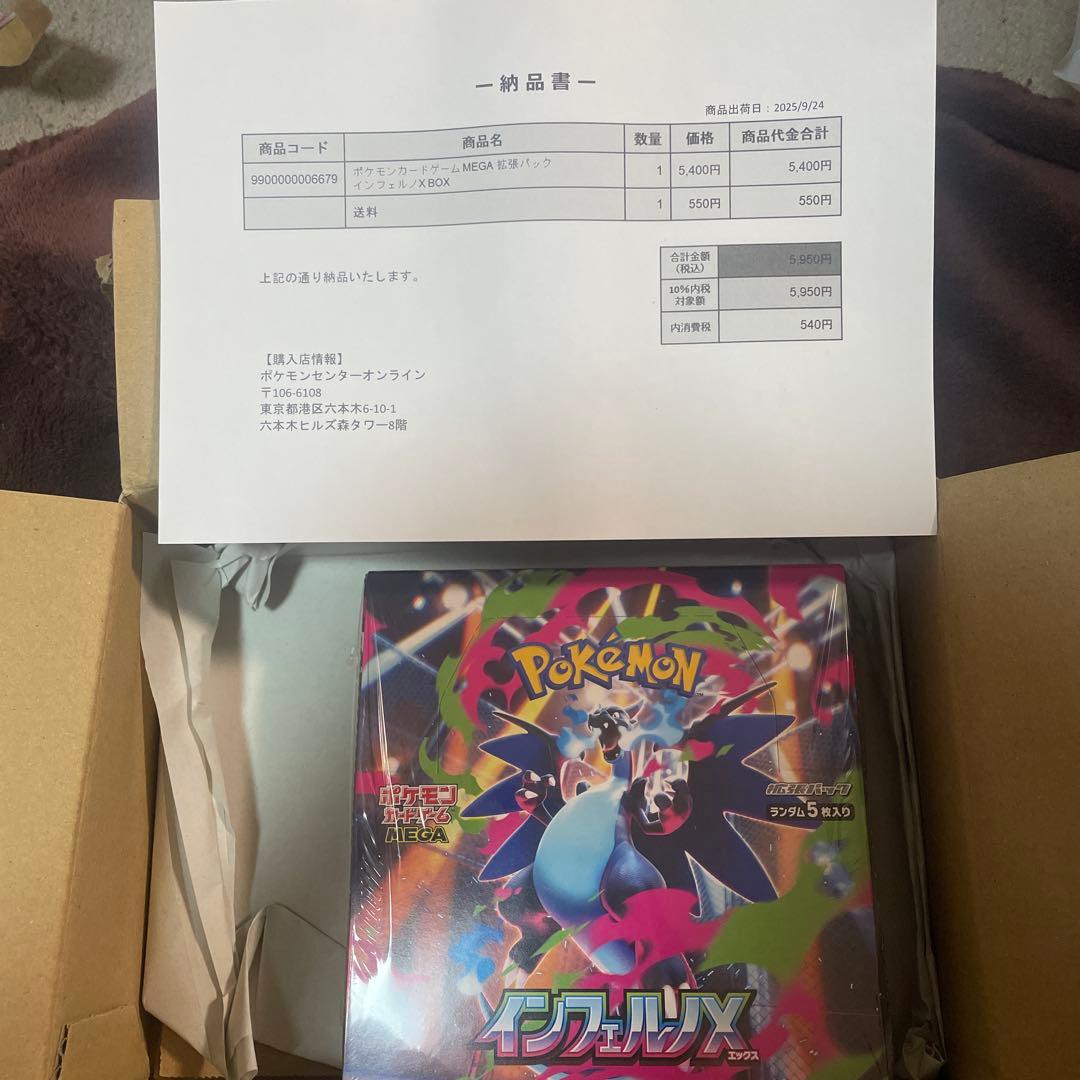 ー納品書ー
商品出荷日：2025/9/24
商品コード 商品名 数量 価格 商品代金合計
9900000006679 ポケモンカードゲーム MEGA 拡張パック
インフェルノX BOX 1 5,400円 5,400円
送料 1 550円 550円
合計金額
(税込) 5,950円
10%内税
対象額 5,950円
内消費税 540円
上記の通り納品いたします。
【購入店情報】
ポケモンセンターオンライン
〒106-6108
東京都港区六本木6-10-1
六本木ヒルズ森タワー8階
POKéMON
TM
ポケモン
カードゲーム
MEGA
拡張パック
ランダム5枚入り
インフェルノX
エックス